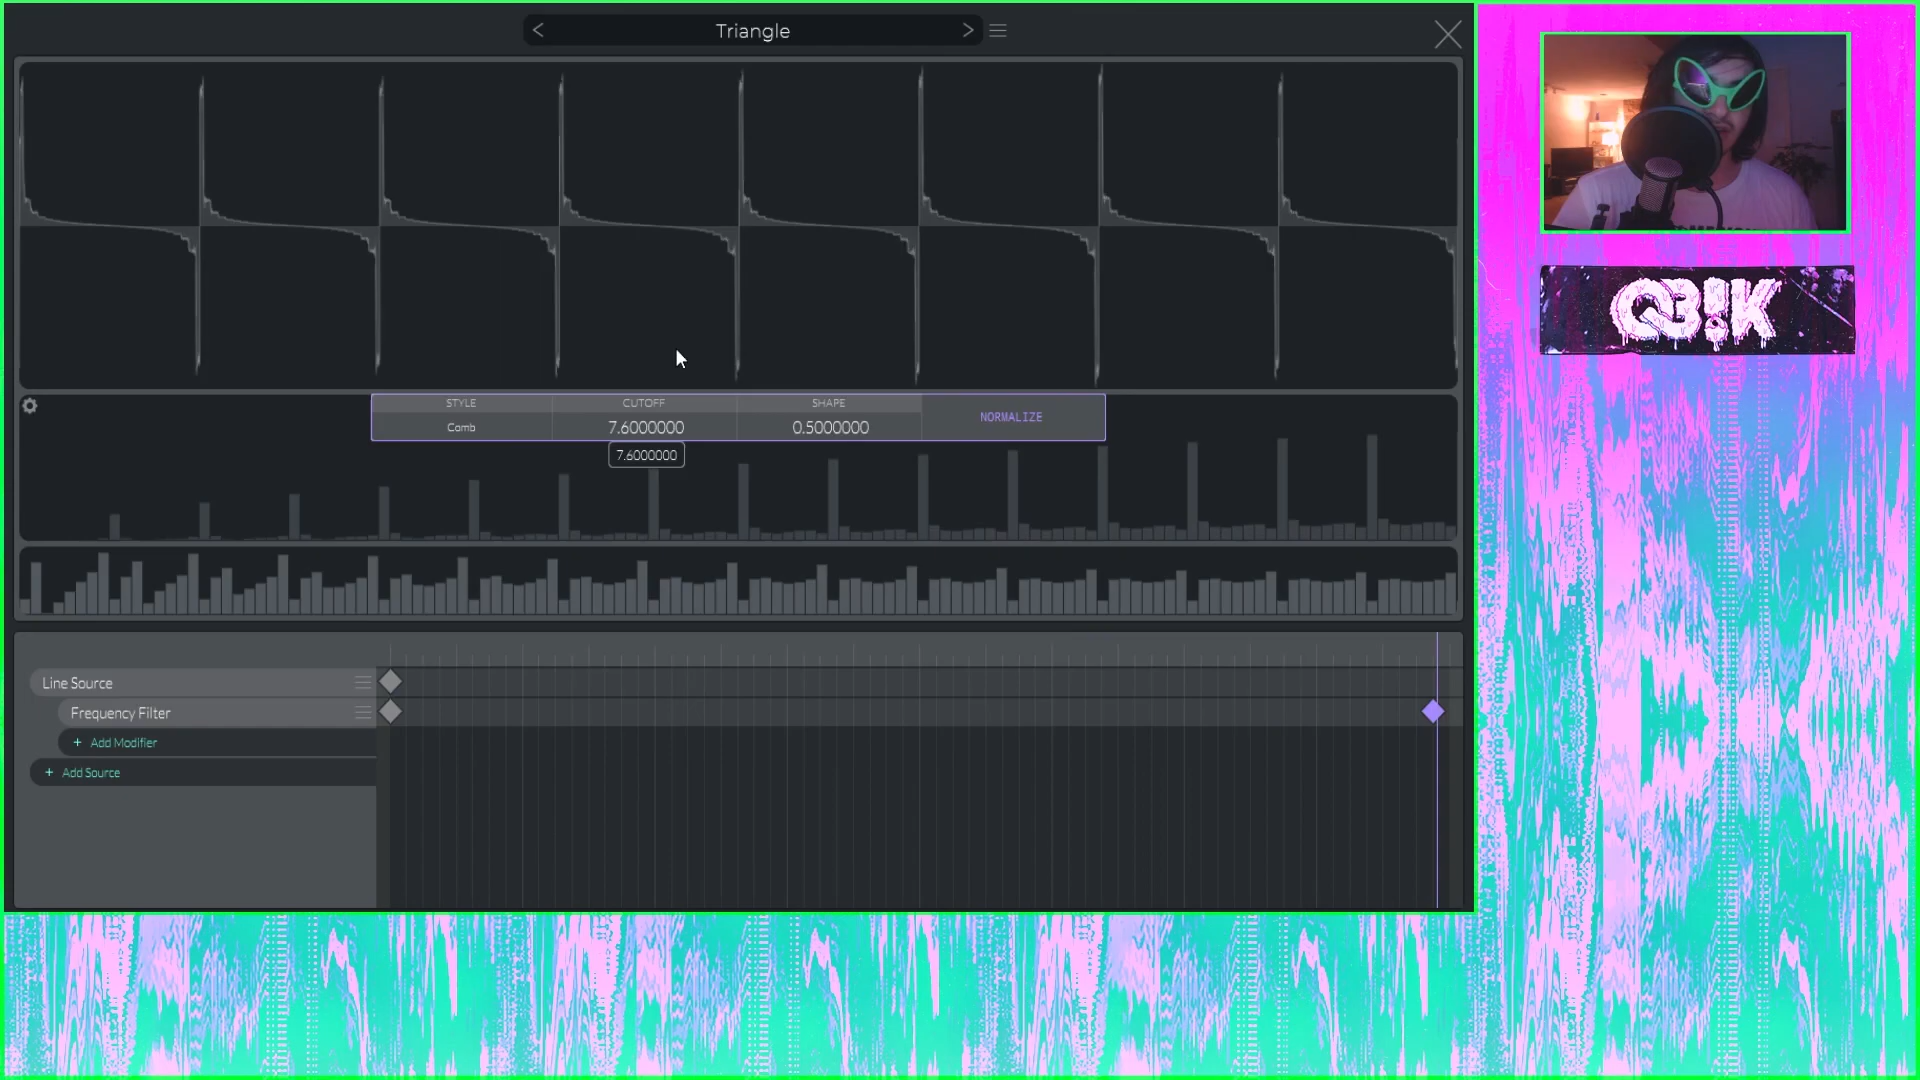 Triangle
STYLE CUTOFF SHAPE
Comb 7.6000000 0.5000000 NORMALIZE
7.6000000
QB!K
Line Source
Frequency Filter
+ Add Modifier
+ Add Source